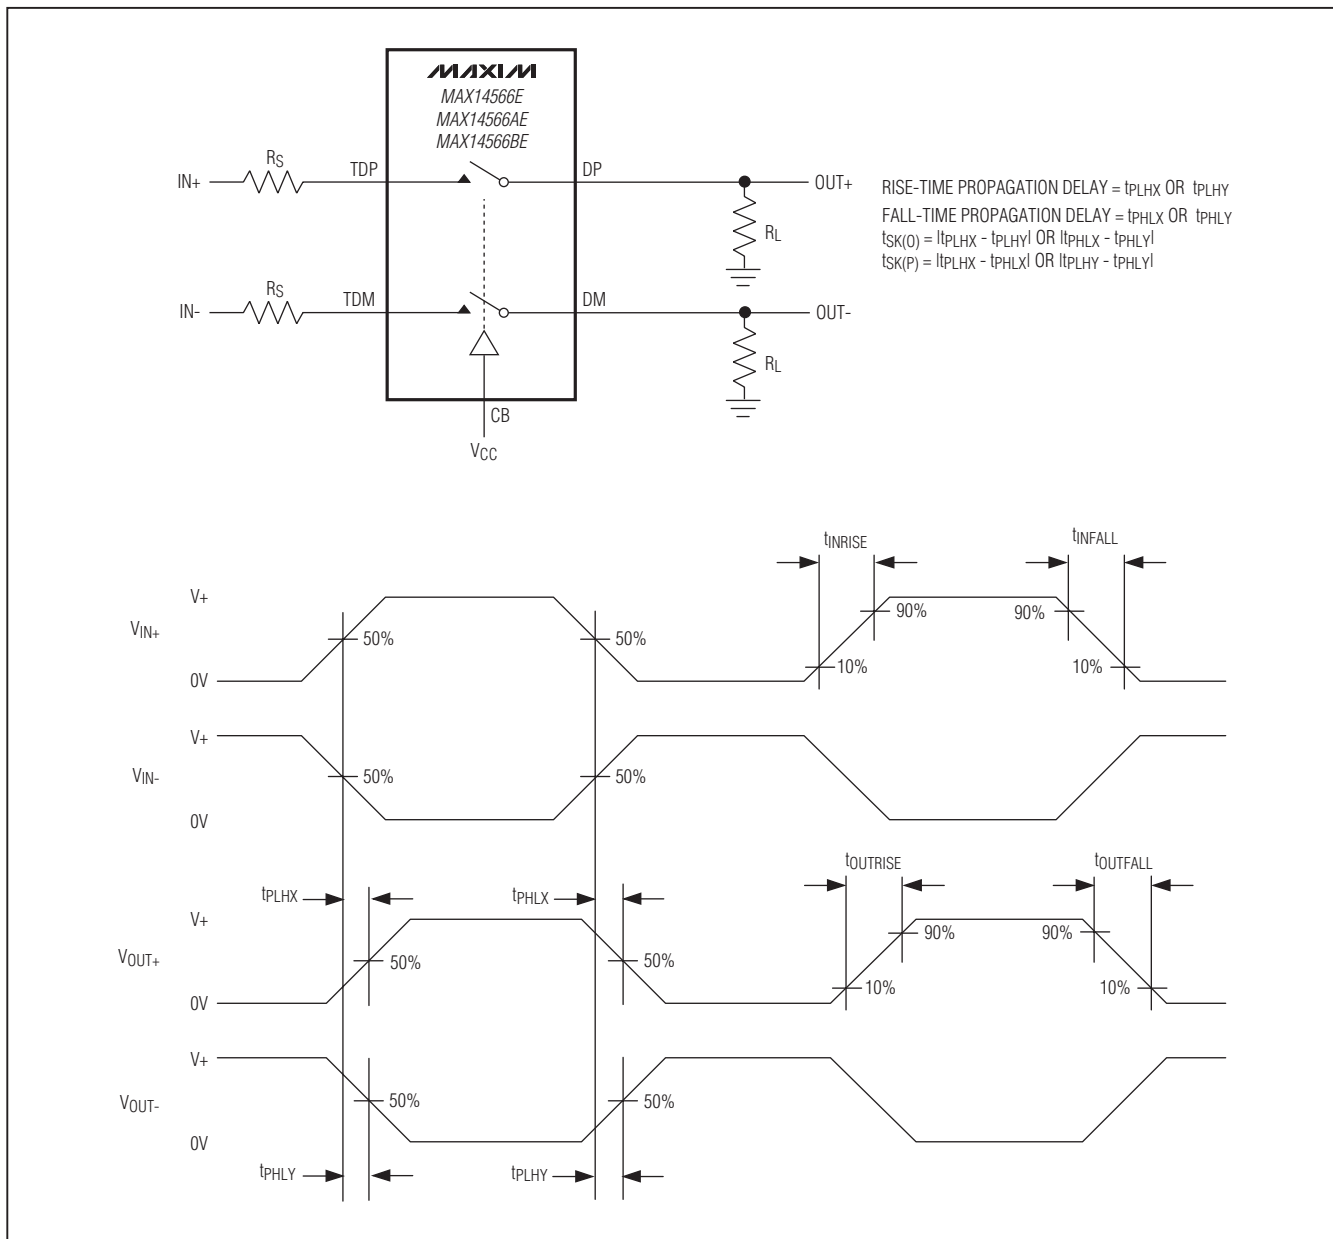 MAXIM
MAX14566E
MAX14566AE
MAX14566BE
IN+
RS
TDP
DP
OUT+
RL
IN-
RS
TDM
DM
OUT-
RL
CB
VCC
RISE-TIME PROPAGATION DELAY = tPLHX OR tPLHY
FALL-TIME PROPAGATION DELAY = tPHLX OR tPHLY
tSK(O) = |tPLHX - tPLHY| OR |tPHLX - tPHLY|
tSK(P) = |tPLHX - tPHLX| OR |tPLHY - tPHLY|
tINRISE
tINFALL
V+
VIN+
0V
50%
50%
10%
90%
90%
10%
V+
VIN-
0V
50%
50%
tPLHX
tPHLX
tOUTRISE
tOUTFALL
V+
VOUT+
0V
50%
50%
10%
90%
90%
10%
V+
VOUT-
0V
50%
50%
tPHLY
tPLHY